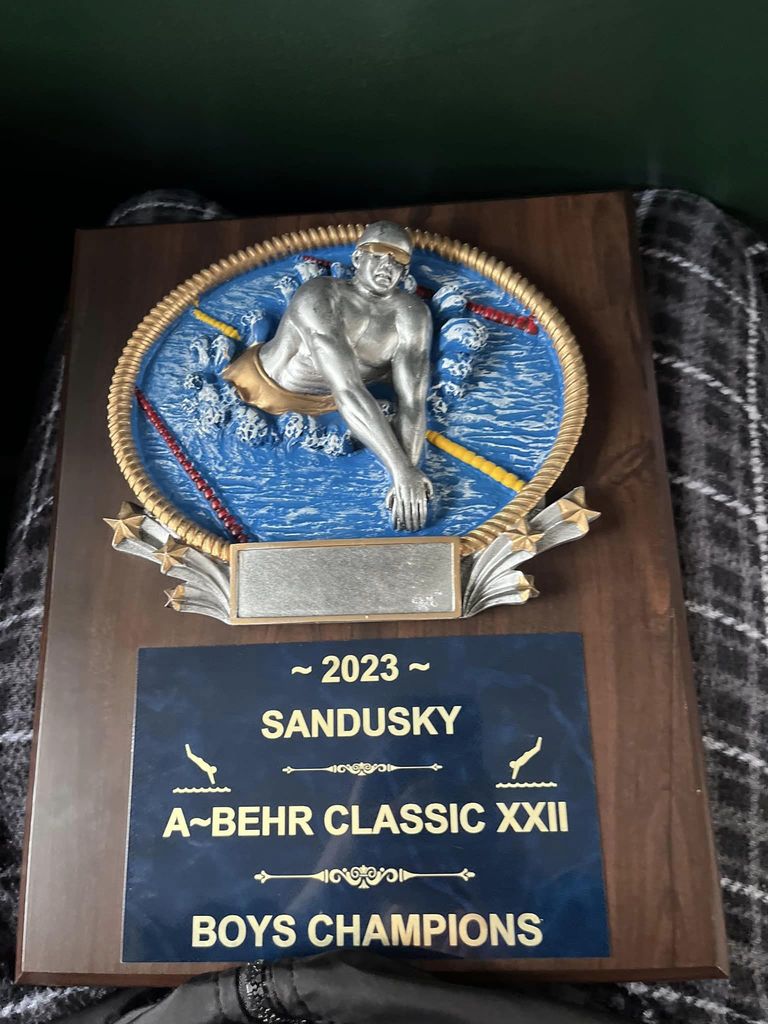 ~ 2023 ~
SANDUSKY
A~BEHR CLASSIC XXII
BOYS CHAMPIONS